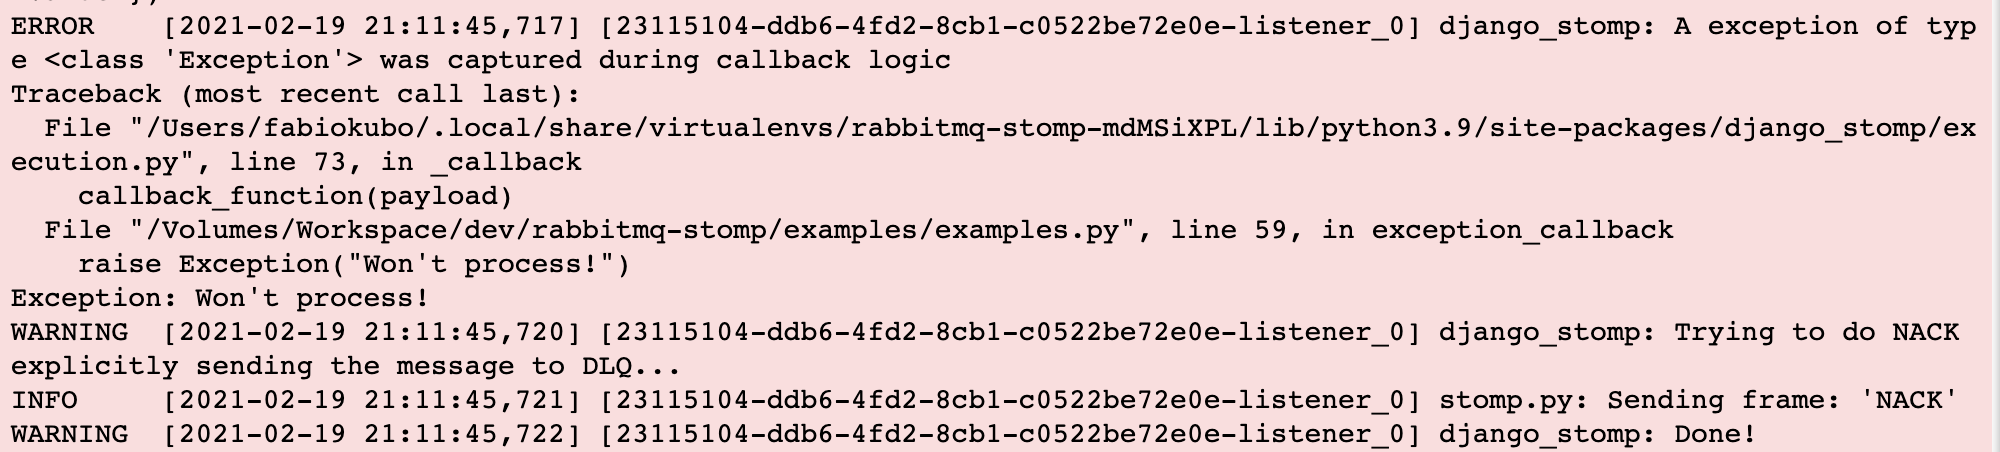 ERROR    [2021-02-19 21:11:45,717] [23115104-ddb6-4fd2-8cb1-c0522be72e0e-listener_0] django_stomp: A exception of typ
e <class 'Exception'> was captured during callback logic
Traceback (most recent call last):
  File "/Users/fabiokubo/.local/share/virtualenvs/rabbitmq-stomp-mdMSiXPL/lib/python3.9/site-packages/django_stomp/ex
ecution.py", line 73, in _callback
    callback_function(payload)
  File "/Volumes/Workspace/dev/rabbitmq-stomp/examples/examples.py", line 59, in exception_callback
    raise Exception("Won't process!")
Exception: Won't process!
WARNING  [2021-02-19 21:11:45,720] [23115104-ddb6-4fd2-8cb1-c0522be72e0e-listener_0] django_stomp: Trying to do NACK
explicitly sending the message to DLQ...
INFO     [2021-02-19 21:11:45,721] [23115104-ddb6-4fd2-8cb1-c0522be72e0e-listener_0] stomp.py: Sending frame: 'NACK'
WARNING  [2021-02-19 21:11:45,722] [23115104-ddb6-4fd2-8cb1-c0522be72e0e-listener_0] django_stomp: Done!